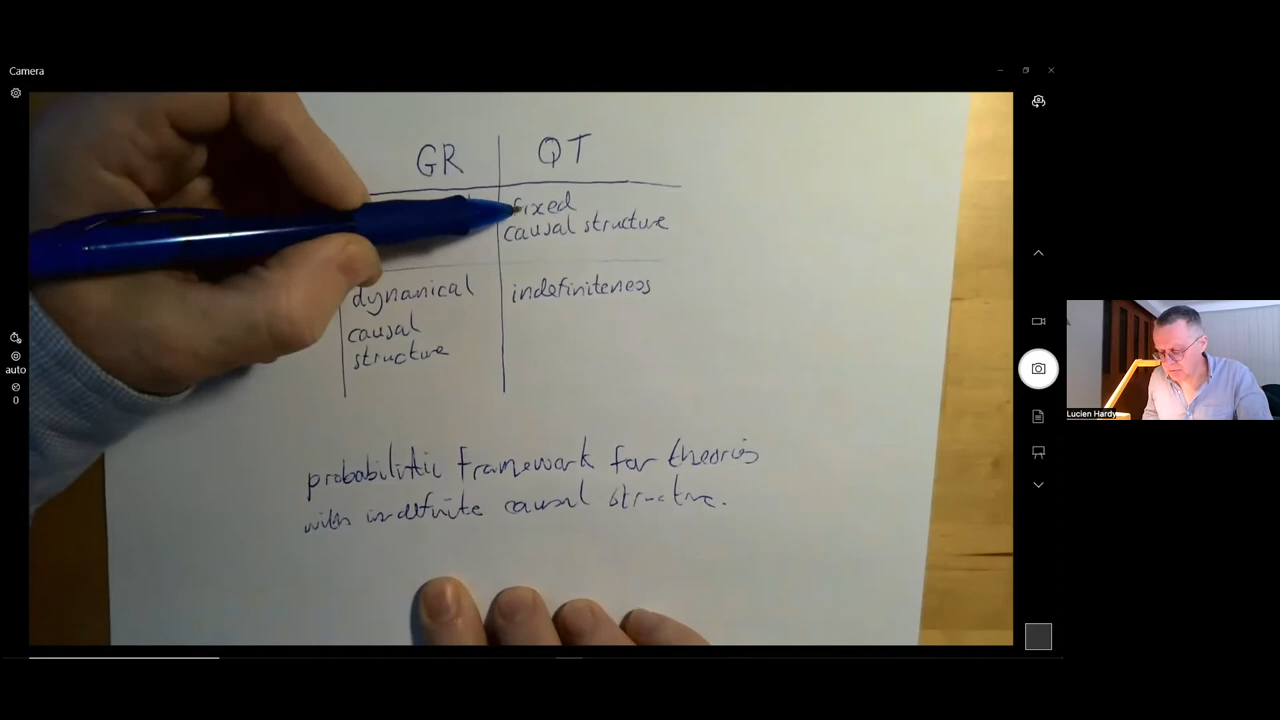 Camera
GR QT
fixed
causal structure
dynamical indefiniteness
causal
structure
auto
0
probabilistic framework for theories
with indefinite causal structure.
Lucien Hardy